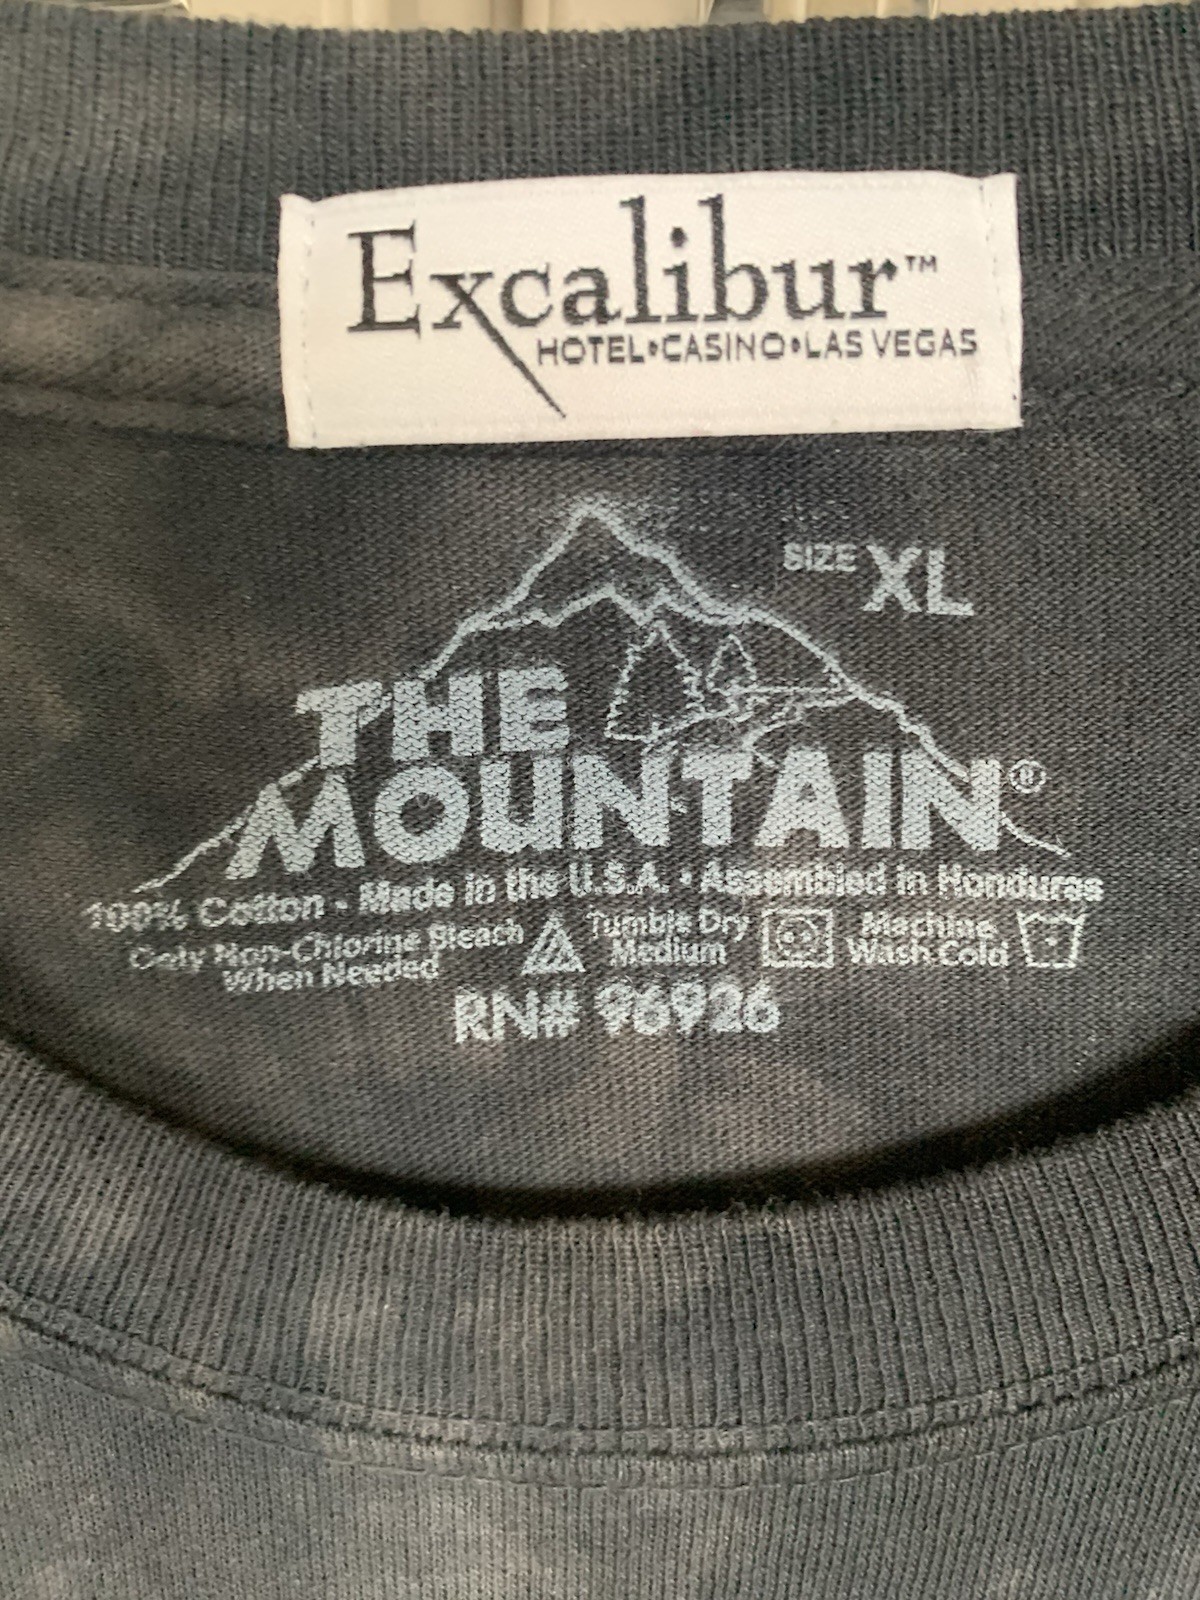 Excalibur™
HOTEL•CASINO•LAS VEGAS
SIZE XL
THE
MOUNTAIN®
100% Cotton • Made in the U.S.A. • Assembled in Honduras
Only Non-Chlorine Bleach
When Needed
Tumble Dry
Medium
Machine
Wash Cold
RN# 96926